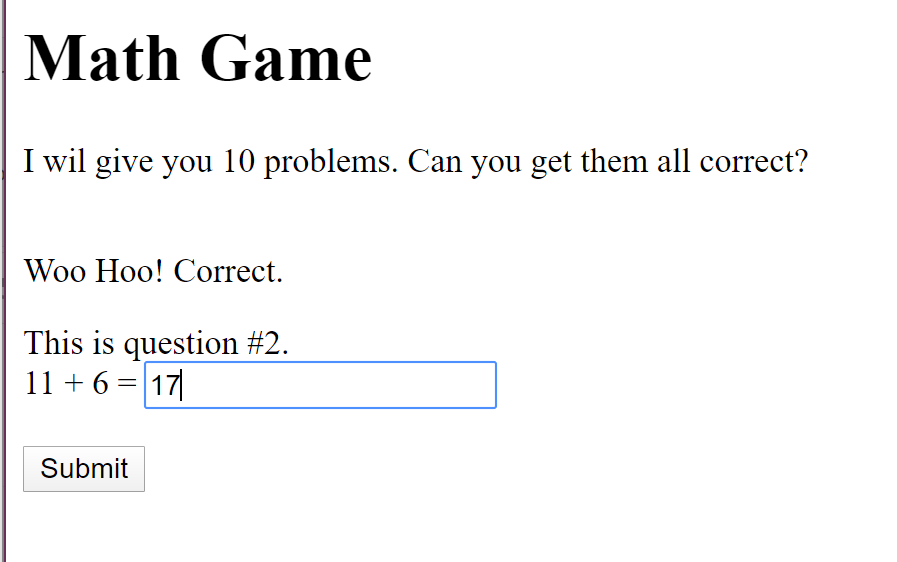 Math Game
I wil give you 10 problems. Can you get them all correct?
Woo Hoo! Correct.
This is question #2.
11 + 6 = 17
Submit